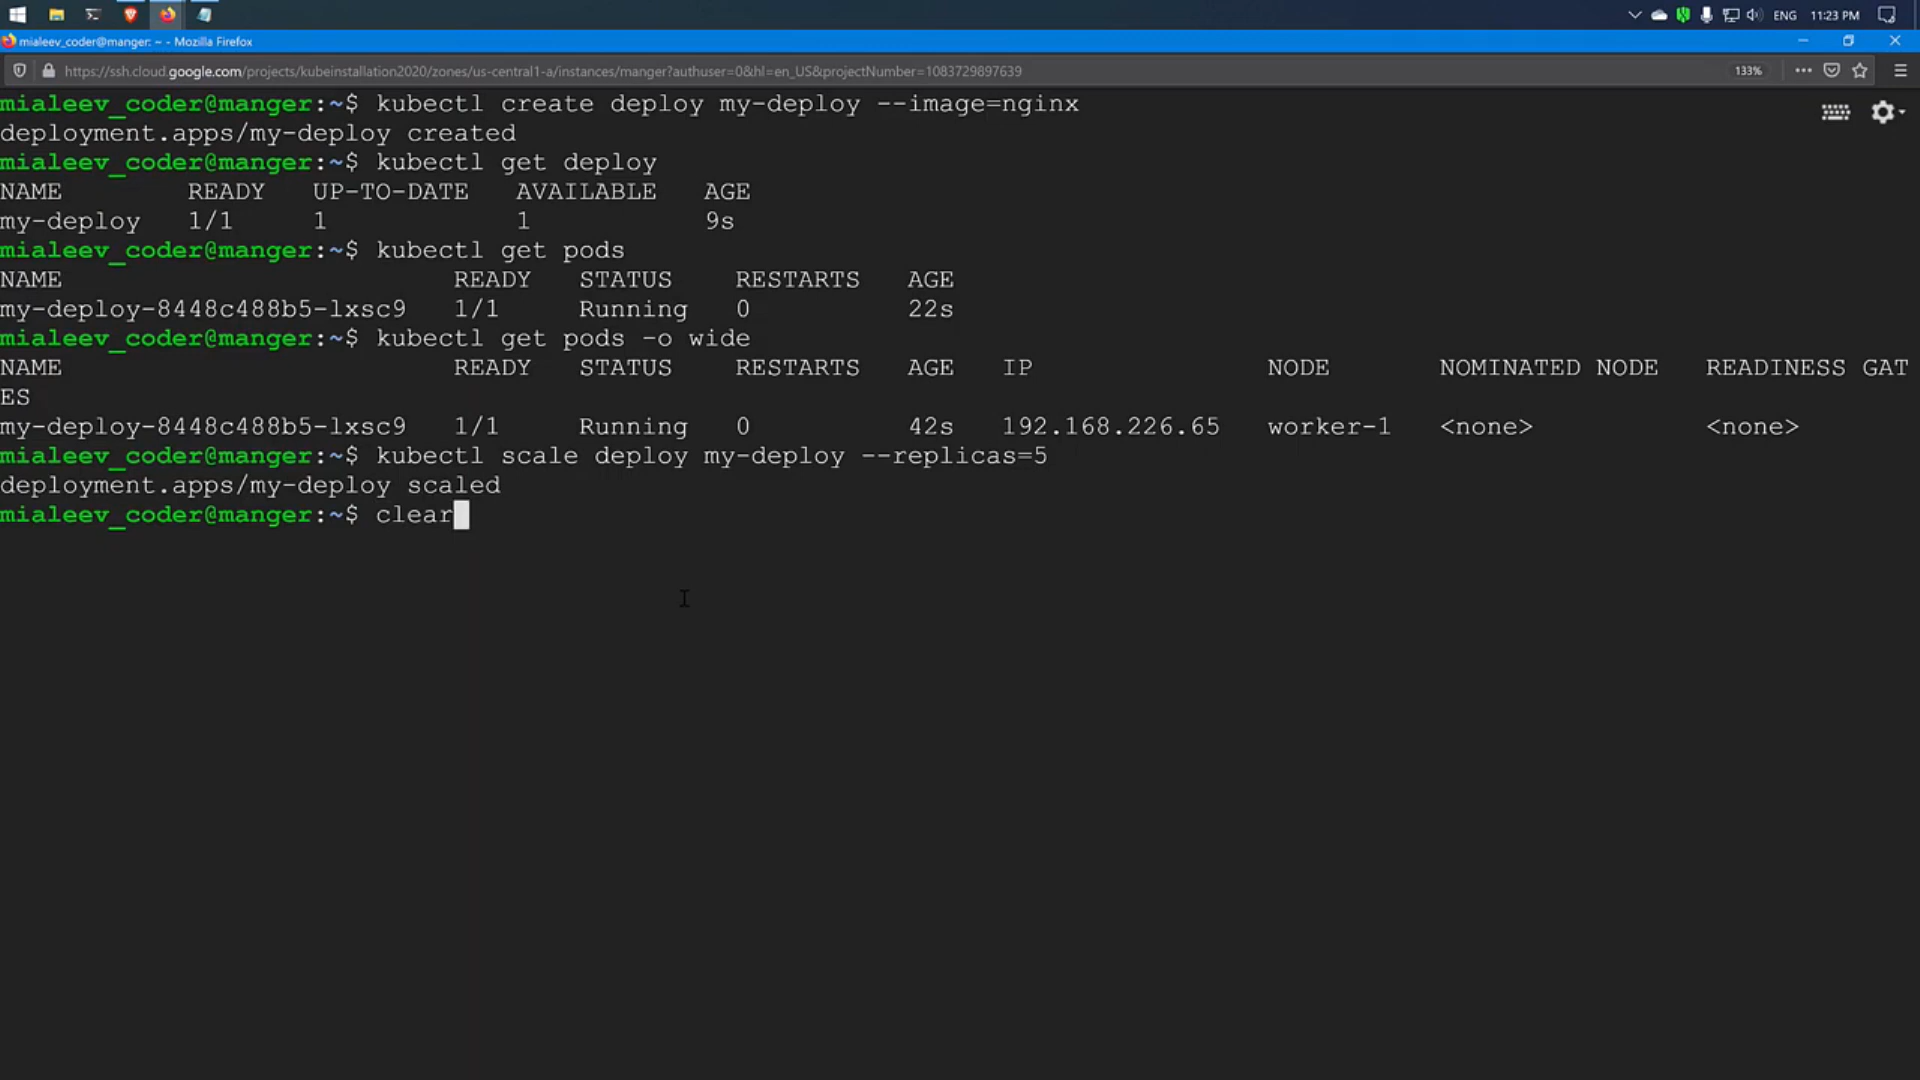 ENG 11:23 PM
mialeev_coder@manger: ~ - Mozilla Firefox
https://ssh.cloud.google.com/projects/kubeinstallation2020/zones/us-central1-a/instances/manger?authuser=0&hl=en_US&projectNumber=1083729897639 133%
mialeev_coder@manger:~$ kubectl create deploy my-deploy --image=nginx
deployment.apps/my-deploy created
mialeev_coder@manger:~$ kubectl get deploy
NAME READY UP-TO-DATE AVAILABLE AGE
my-deploy 1/1 1 1 9s
mialeev_coder@manger:~$ kubectl get pods
NAME READY STATUS RESTARTS AGE
my-deploy-8448c488b5-lxsc9 1/1 Running 0 22s
mialeev_coder@manger:~$ kubectl get pods -o wide
NAME READY STATUS RESTARTS AGE IP NODE NOMINATED NODE READINESS GAT
ES
my-deploy-8448c488b5-lxsc9 1/1 Running 0 42s 192.168.226.65 worker-1 <none> <none>
mialeev_coder@manger:~$ kubectl scale deploy my-deploy --replicas=5
deployment.apps/my-deploy scaled
mialeev_coder@manger:~$ clear